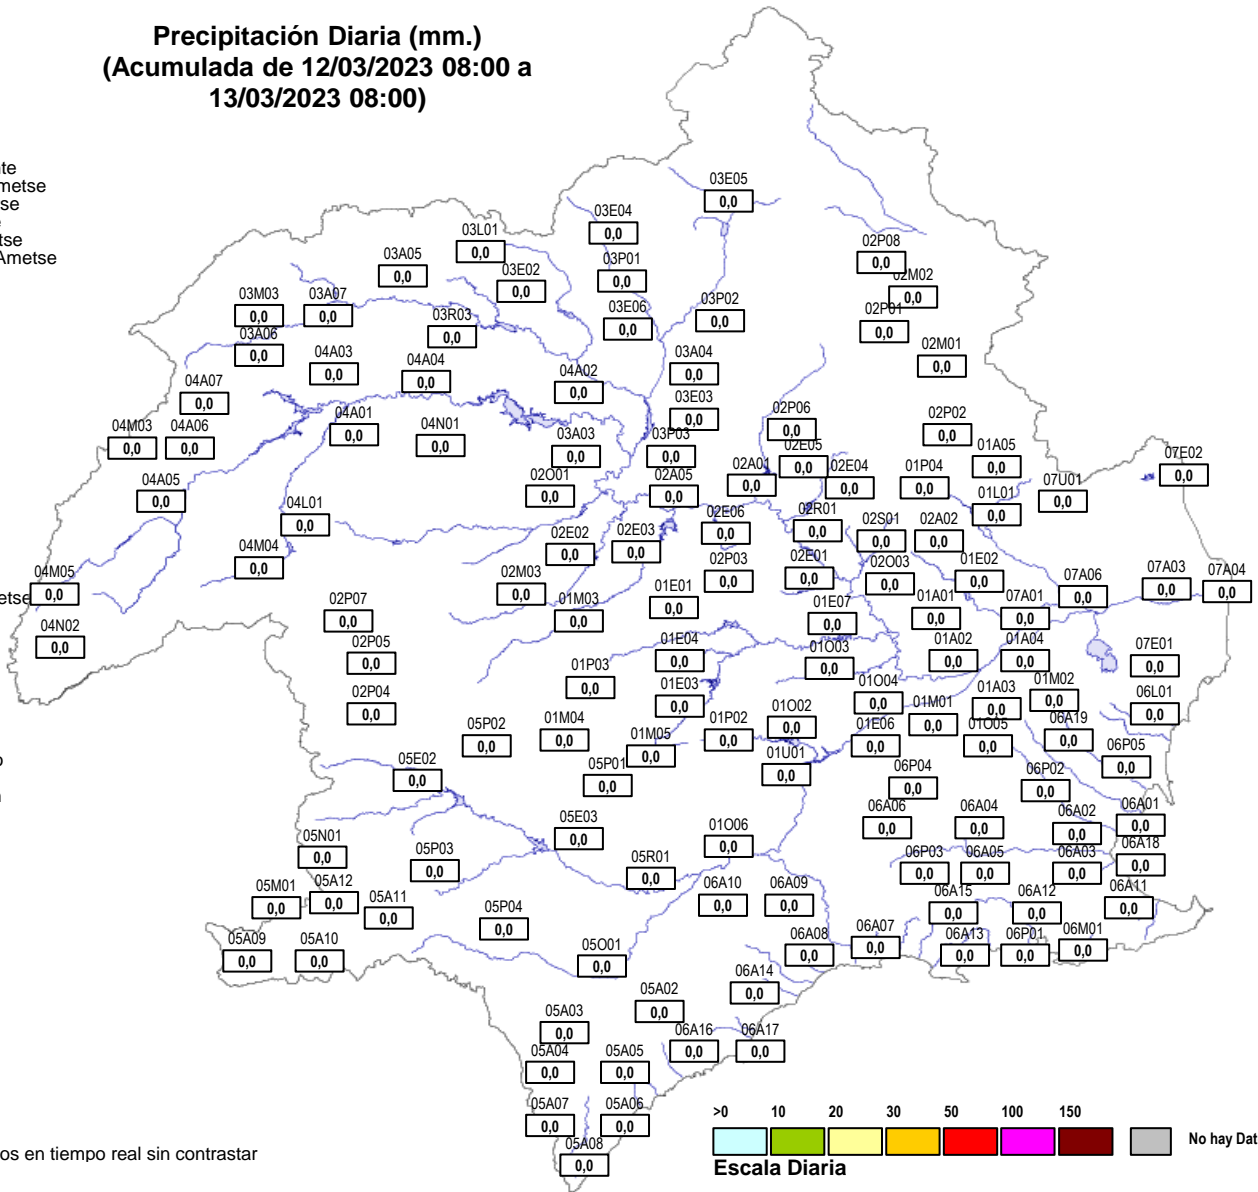 Precipitación Diaria (mm.)
(Acumulada de 12/03/2023 08:00 a
13/03/2023 08:00)
nte
metse
tse
e
tse
Ametse
03E05
0,0
03E04
0,0
03L01
0,0
02P08
0,0
03A05
0,0
03P01
0,0
03E02
0,0
02M02
0,0
03M03
0,0
03A07
0,0
03P02
0,0
03E06
0,0
02P01
0,0
03R03
0,0
03A06
0,0
02M01
0,0
04A03
0,0
03A04
0,0
04A04
0,0
04A02
0,0
04A07
0,0
03E03
0,0
02P06
0,0
04A01
0,0
02P02
0,0
04M03
0,0
04A06
0,0
04N01
0,0
03A03
0,0
03P03
0,0
02E05
0,0
01A05
0,0
07E02
0,0
02A01
0,0
02E04
0,0
01P04
0,0
02O01
0,0
02A05
0,0
04A05
0,0
07U01
0,0
01L01
0,0
04L01
0,0
02R01
0,0
02E06
0,0
02S01
0,0
02A02
0,0
02E03
0,0
02E02
0,0
04M04
0,0
02E01
0,0
02P03
0,0
02O03
0,0
01E02
0,0
07A03
0,0
07A04
0,0
04M05
0,0
etse
02M03
0,0
07A06
0,0
01E01
0,0
01M03
0,0
02P07
0,0
01E07
0,0
01A01
0,0
07A01
0,0
04N02
0,0
02P05
0,0
01E04
0,0
01O03
0,0
01A02
0,0
01A04
0,0
07E01
0,0
01P03
0,0
01E03
0,0
01O04
0,0
01M02
0,0
01A03
0,0
02P04
0,0
06L01
0,0
01M01
0,0
01O02
0,0
05P02
0,0
01M04
0,0
01P02
0,0
01E06
0,0
01O05
0,0
06A19
0,0
01M05
0,0
01U01
0,0
06P05
0,0
05E02
0,0
05P01
0,0
06P04
0,0
06P02
0,0
06A06
0,0
06A04
0,0
06A02
0,0
06A01
0,0
05E03
0,0
01O06
0,0
05N01
0,0
05P03
0,0
05R01
0,0
06P03
0,0
06A05
0,0
06A03
0,0
06A18
0,0
05M01
0,0
05A12
0,0
05A11
0,0
06A10
0,0
06A09
0,0
06A15
0,0
06A12
0,0
06A11
0,0
05P04
0,0
05A09
0,0
05A10
0,0
05O01
0,0
06A08
0,0
06A07
0,0
06A13
0,0
06P01
0,0
06M01
0,0
06A14
0,0
05A02
0,0
05A03
0,0
06A16
0,0
06A17
0,0
05A04
0,0
05A05
0,0
05A07
0,0
05A06
0,0
05A08
0,0
>0 10 20 30 50 100 150
No hay Dat
Escala Diaria
os en tiempo real sin contrastar